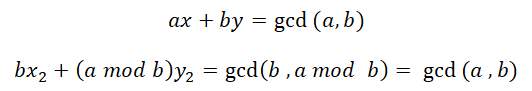 ax + by = gcd (a, b)
bx₂ + (a mod b)y₂ = gcd(b , a mod b) = gcd (a , b)